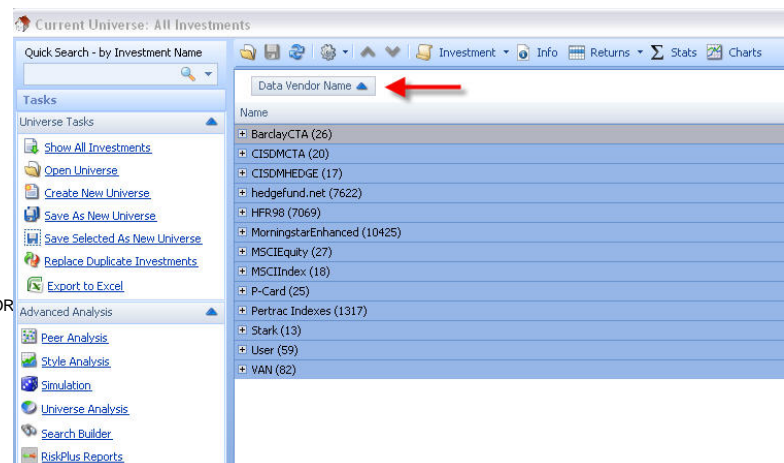 Current Universe: All Investments
Quick Search - by Investment Name
Investment Info Returns Σ Stats Charts
Data Vendor Name
Tasks
Universe Tasks
Show All Investments
Open Universe
Create New Universe
Save As New Universe
Save Selected As New Universe
Replace Duplicate Investments
Export to Excel
OR
Advanced Analysis
Peer Analysis
Style Analysis
Simulation
Universe Analysis
Search Builder
RiskPlus Reports
Name
BarclayCTA (26)
CISDMCTA (20)
CISDMHEDGE (17)
hedgefund.net (7622)
HFR98 (7069)
MorningstarEnhanced (10425)
MSCIEquity (27)
MSCIIndex (18)
P-Card (25)
Pertrac Indexes (1317)
Stark (13)
User (59)
VAN (82)